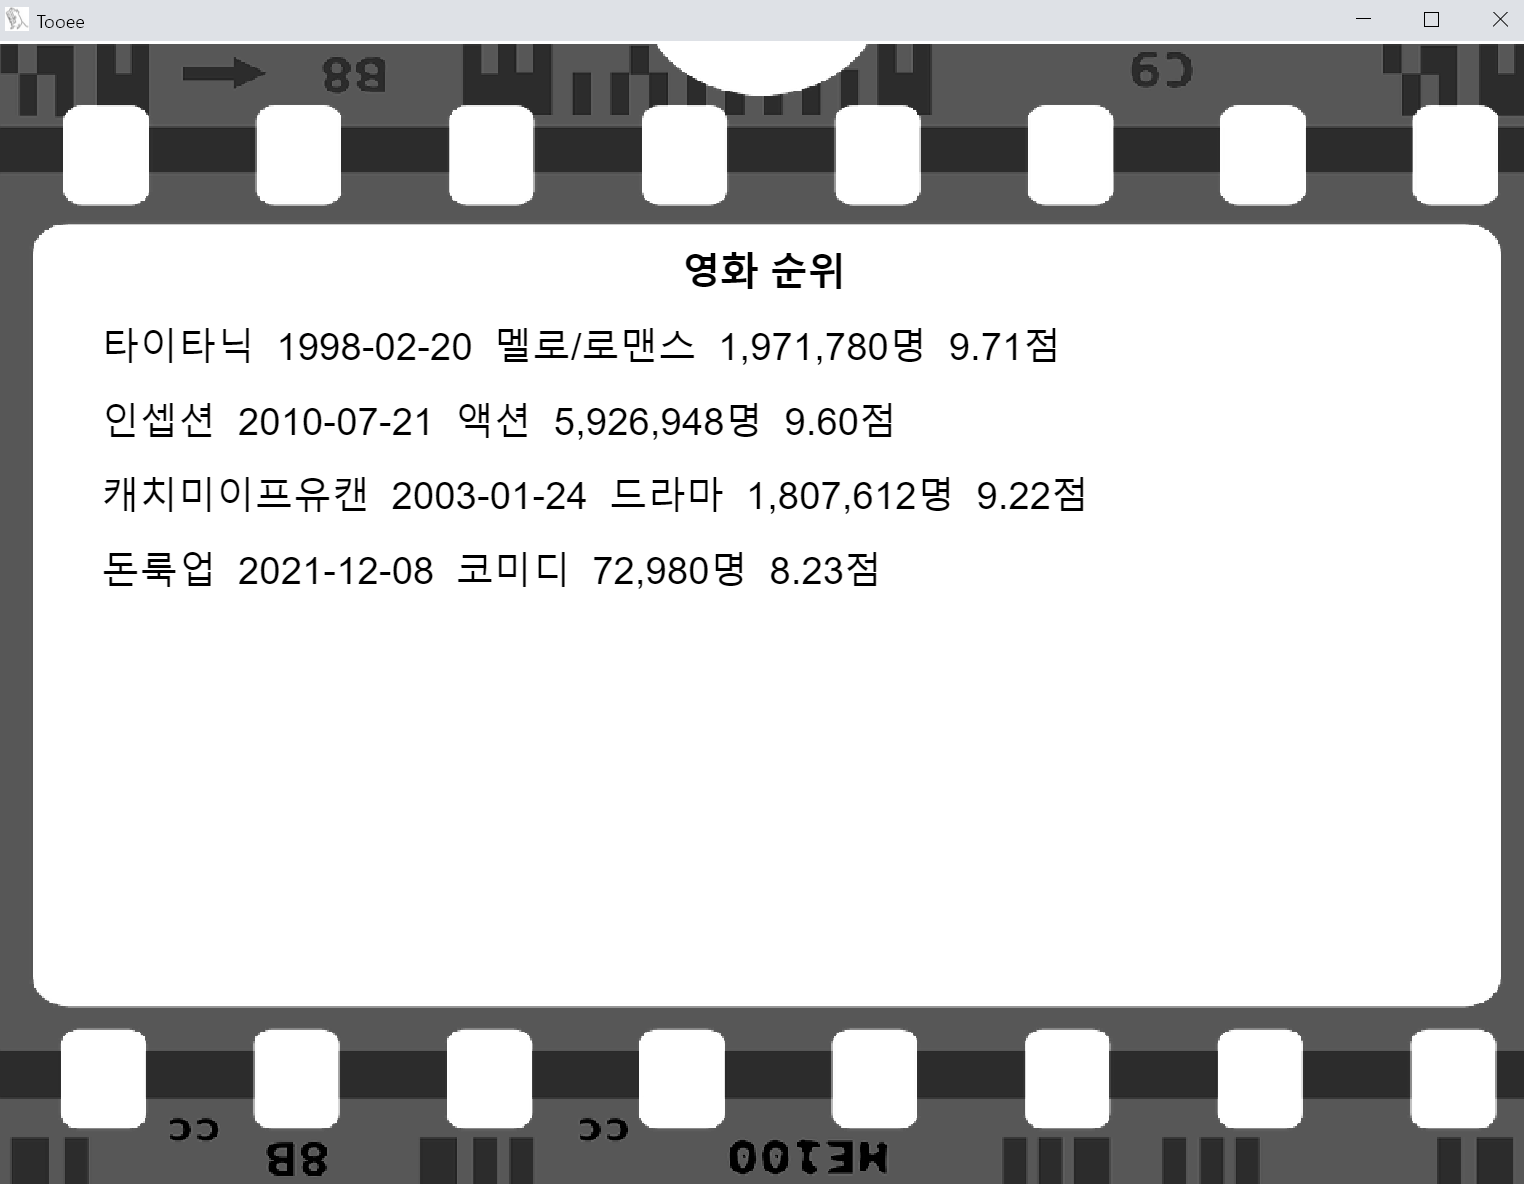 Tooee
B8
C9
영화 순위
타이타닉 1998-02-20 멜로/로맨스 1,971,780명 9.71점
인셉션 2010-07-21 액션 5,926,948명 9.60점
캐치미이프유캔 2003-01-24 드라마 1,807,612명 9.22점
돈룩업 2021-12-08 코미디 72,980명 8.23점
cc
cc
8B
ME100